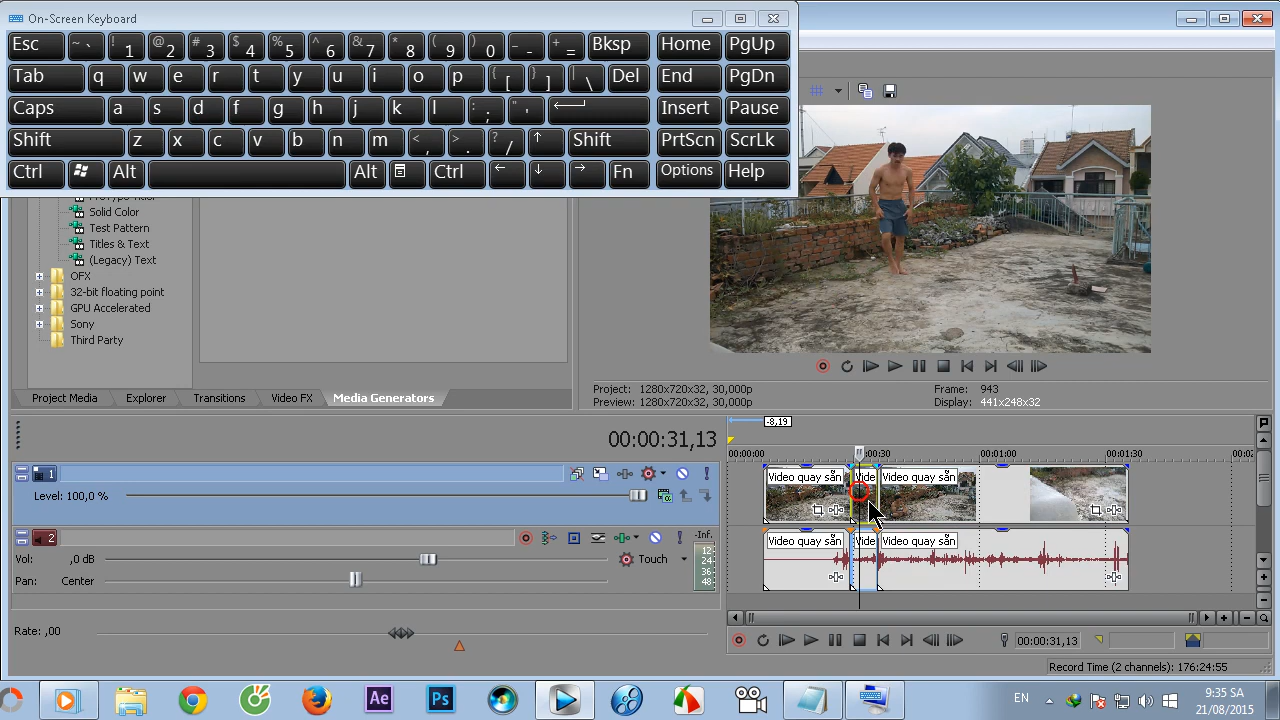 On-Screen Keyboard
Esc ~ ` ! 1 @ 2 # 3 $ 4 % 5 ^ 6 & 7 * 8 ( 9 ) 0 _ - + = Bksp Home PgUp
Tab q w e r t y u i o p { [ } ] | \ Del End PgDn
Caps a s d f g h j k l : ; " ' Insert Pause
Shift z x c v b n m < , > . ? / ↑ Shift PrtScn ScrLk
Ctrl Alt Alt Ctrl ← ↓ → Fn Options Help
Solid Color
Test Pattern
Titles & Text
(Legacy) Text
OFX
32-bit floating point
GPU Accelerated
Sony
Third Party
Project Media Explorer Transitions Video FX Media Generators
Project: 1280x720x32, 30,000p
Preview: 1280x720x32, 30,000p
Frame: 943
Display: 441x248x32
00:00:31,13
-8,19
00:00:00 00:30 00:01:00 00:01:30 00:02
1
Level: 100,0 %
Video quay sẵn Vide Video quay sẵn
2
Vol: ,0 dB Touch
Pan: Center
-Inf.
12
24
36
48
Video quay sẵn Vide Video quay sẵn
Rate: ,00
00:00:31,13
Record Time (2 channels): 176:24:55
Ae Ps
EN
9:35 SA
21/08/2015